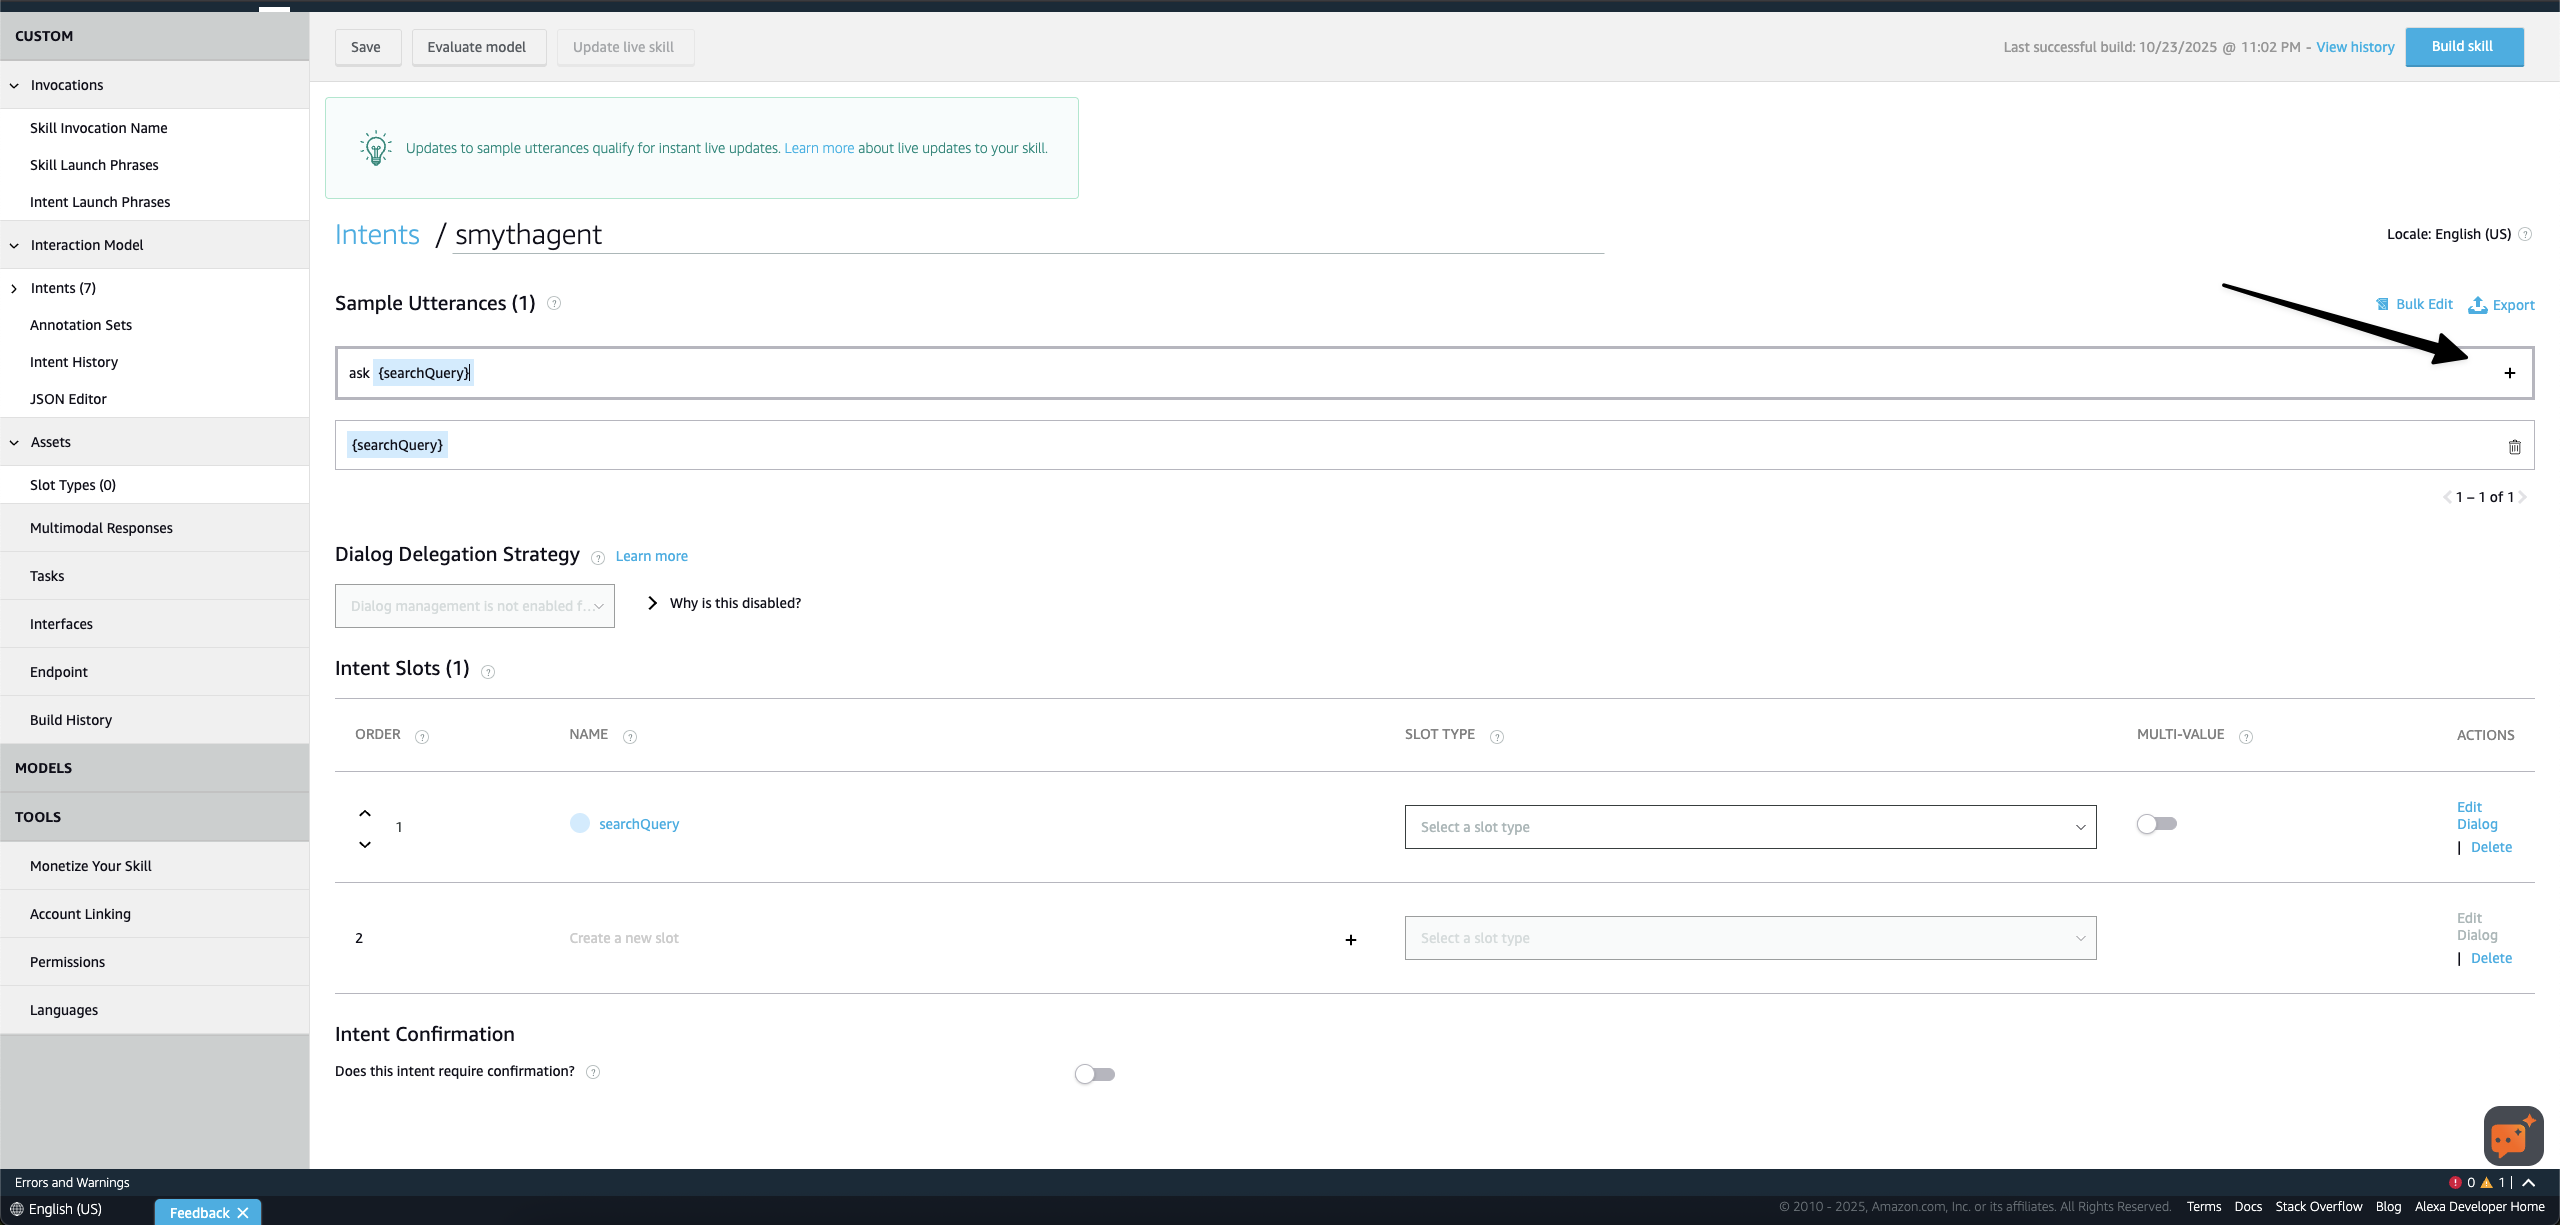 CUSTOM
Invocations
Skill Invocation Name
Skill Launch Phrases
Intent Launch Phrases
Interaction Model
Intents (7)
Annotation Sets
Intent History
JSON Editor
Assets
Slot Types (0)
Multimodal Responses
Tasks
Interfaces
Endpoint
Build History
MODELS
TOOLS
Monetize Your Skill
Account Linking
Permissions
Languages
Save Evaluate model Update live skill Last successful build: 10/23/2025 @ 11:02 PM - View history Build skill
Updates to sample utterances qualify for instant live updates. Learn more about live updates to your skill.
Intents / smythagent Locale: English (US) ?
Sample Utterances (1) ? Bulk Edit Export
ask {searchQuery} +
{searchQuery}
< 1 – 1 of 1 >
Dialog Delegation Strategy ? Learn more
Dialog management is not enabled f... Why is this disabled?
Intent Slots (1) ?
ORDER ? NAME ? SLOT TYPE ? MULTI-VALUE ? ACTIONS
1 searchQuery Select a slot type Edit Dialog | Delete
2 Create a new slot + Select a slot type Edit Dialog | Delete
Intent Confirmation
Does this intent require confirmation? ?
Errors and Warnings ! 0 ! 1 |
English (US) Feedback X © 2010 - 2025, Amazon.com, Inc. or its affiliates. All Rights Reserved. Terms Docs Stack Overflow Blog Alexa Developer Home